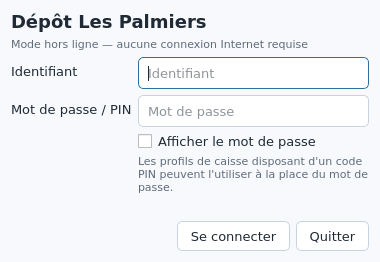 Dépôt Les Palmiers
Mode hors ligne — aucune connexion Internet requise
Identifiant
Identifiant
Mot de passe / PIN
Mot de passe
Afficher le mot de passe
Les profils de caisse disposant d'un code
PIN peuvent l'utiliser à la place du mot de
passe.
Se connecter
Quitter